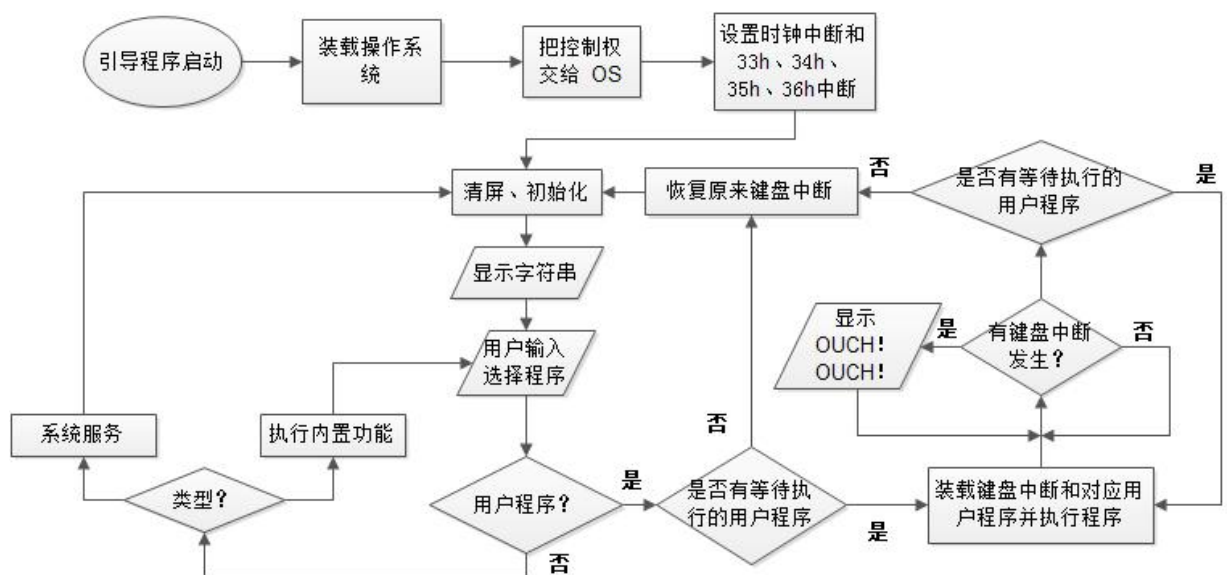 引导程序启动
装载操作系
统
把控制权
交给 OS
设置时钟中断和
33h、34h、
35h、36h中断
清屏、初始化
恢复原来键盘中断
否
是否有等待执行的
用户程序
是
显示字符串
用户输入
选择程序
显示
OUCH!
OUCH!
是
有键盘中断
发生?
否
系统服务
执行内置功能
否
类型?
用户程序?
是
是否有等待执
行的用户程序
是
装载键盘中断和对应用
户程序并执行程序
否